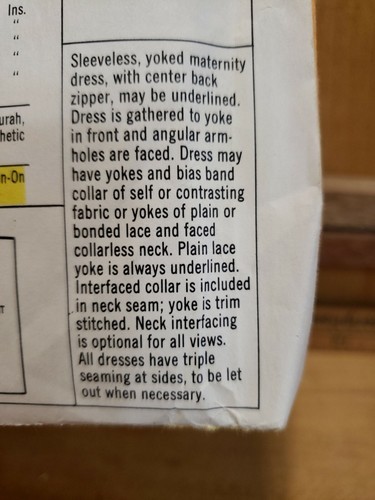 Ins.
"
"
"
urah,
hetic
n-On
T
Sleeveless, yoked maternity
dress, with center back
zipper, may be underlined.
Dress is gathered to yoke
in front and angular arm-
holes are faced. Dress may
have yokes and bias band
collar of self or contrasting
fabric or yokes of plain or
bonded lace and faced
collarless neck. Plain lace
yoke is always underlined.
Interfaced collar is included
in neck seam; yoke is trim
stitched. Neck interfacing
is optional for all views.
All dresses have triple
seaming at sides, to be let
out when necessary.